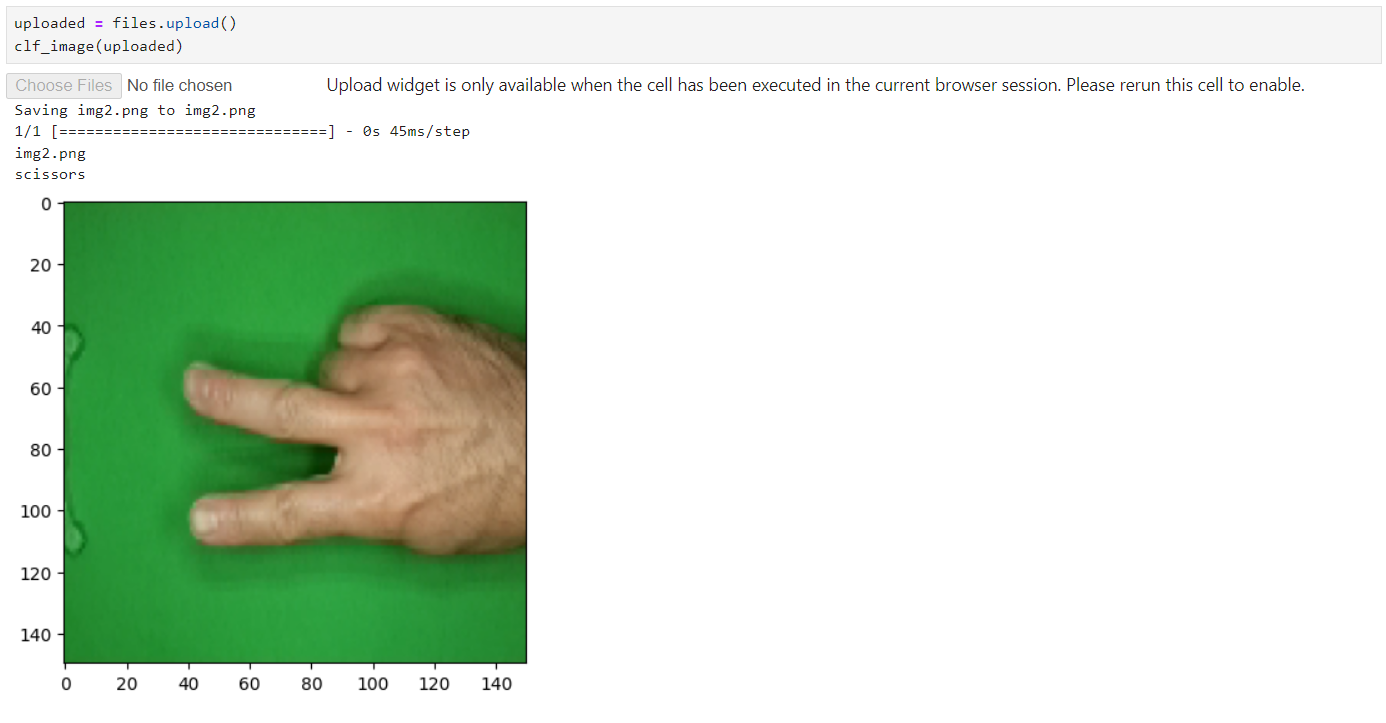 uploaded = files.upload()
clf_image(uploaded)
Choose Files No file chosen Upload widget is only available when the cell has been executed in the current browser session. Please rerun this cell to enable.
Saving img2.png to img2.png
1/1 [==============================] - 0s 45ms/step
img2.png
scissors
0
20
40
60
80
100
120
140
0 20 40 60 80 100 120 140